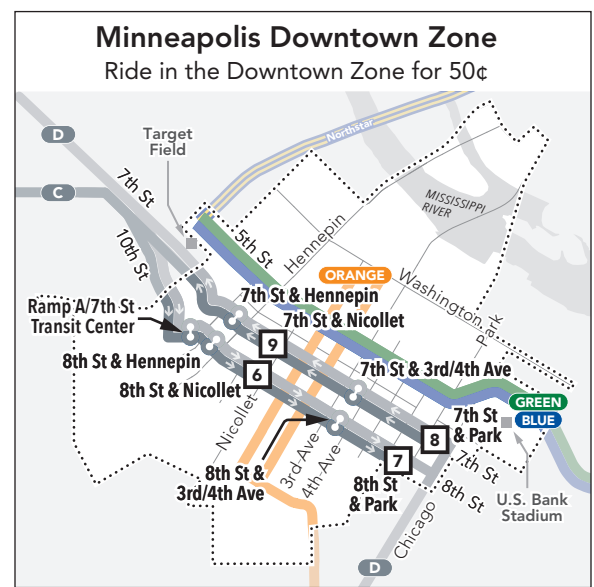 Minneapolis Downtown Zone
Ride in the Downtown Zone for 50¢
D
Target
Field
Northstar
C
7th St
MISSISSIPPI
RIVER
10th St
5th St
Hennepin
ORANGE
Washington
Park
Ramp A/7th St
Transit Center
7th St & Hennepin
7th St & Nicollet
9
8th St & Hennepin
7th St & 3rd/4th Ave
8th St & Nicollet
6
GREEN
BLUE
7th St
& Park
8
Nicollet
3rd Ave
4th Ave
7
7th St
8th St
8th St &
3rd/4th Ave
8th St
& Park
U.S. Bank
Stadium
Chicago
D